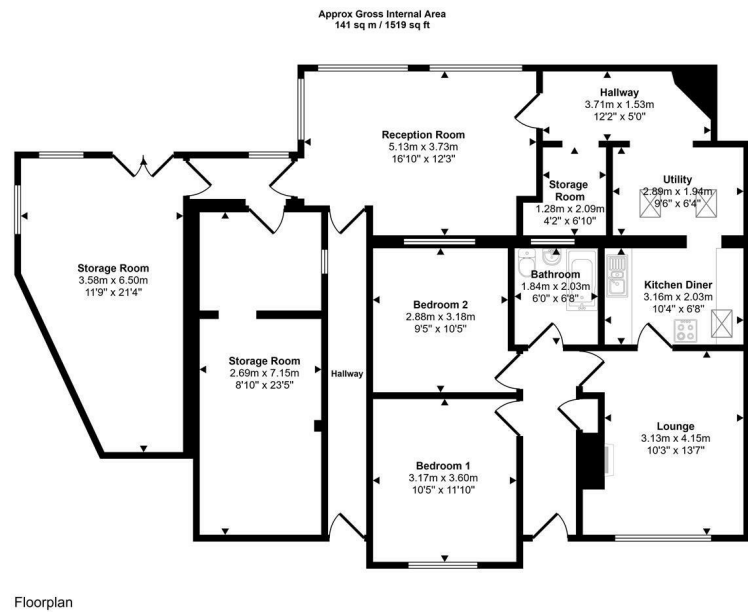 Approx Gross Internal Area
141 sq m / 1519 sq ft
Hallway
3.71m x 1.53m
12'2" x 5'0"
Reception Room
5.13m x 3.73m
16'10" x 12'3"
Storage
Room
1.28m x 2.09m
4'2" x 6'10"
Utility
2.89m x 1.94m
9'6" x 6'4"
Storage Room
3.58m x 6.50m
11'9" x 21'4"
Bathroom
1.84m x 2.03m
6'0" x 6'8"
Kitchen Diner
3.16m x 2.03m
10'4" x 6'8"
Bedroom 2
2.88m x 3.18m
9'5" x 10'5"
Storage Room
2.69m x 7.15m
8'10" x 23'5"
Hallway
Lounge
3.13m x 4.15m
10'3" x 13'7"
Bedroom 1
3.17m x 3.60m
10'5" x 11'10"
Floorplan